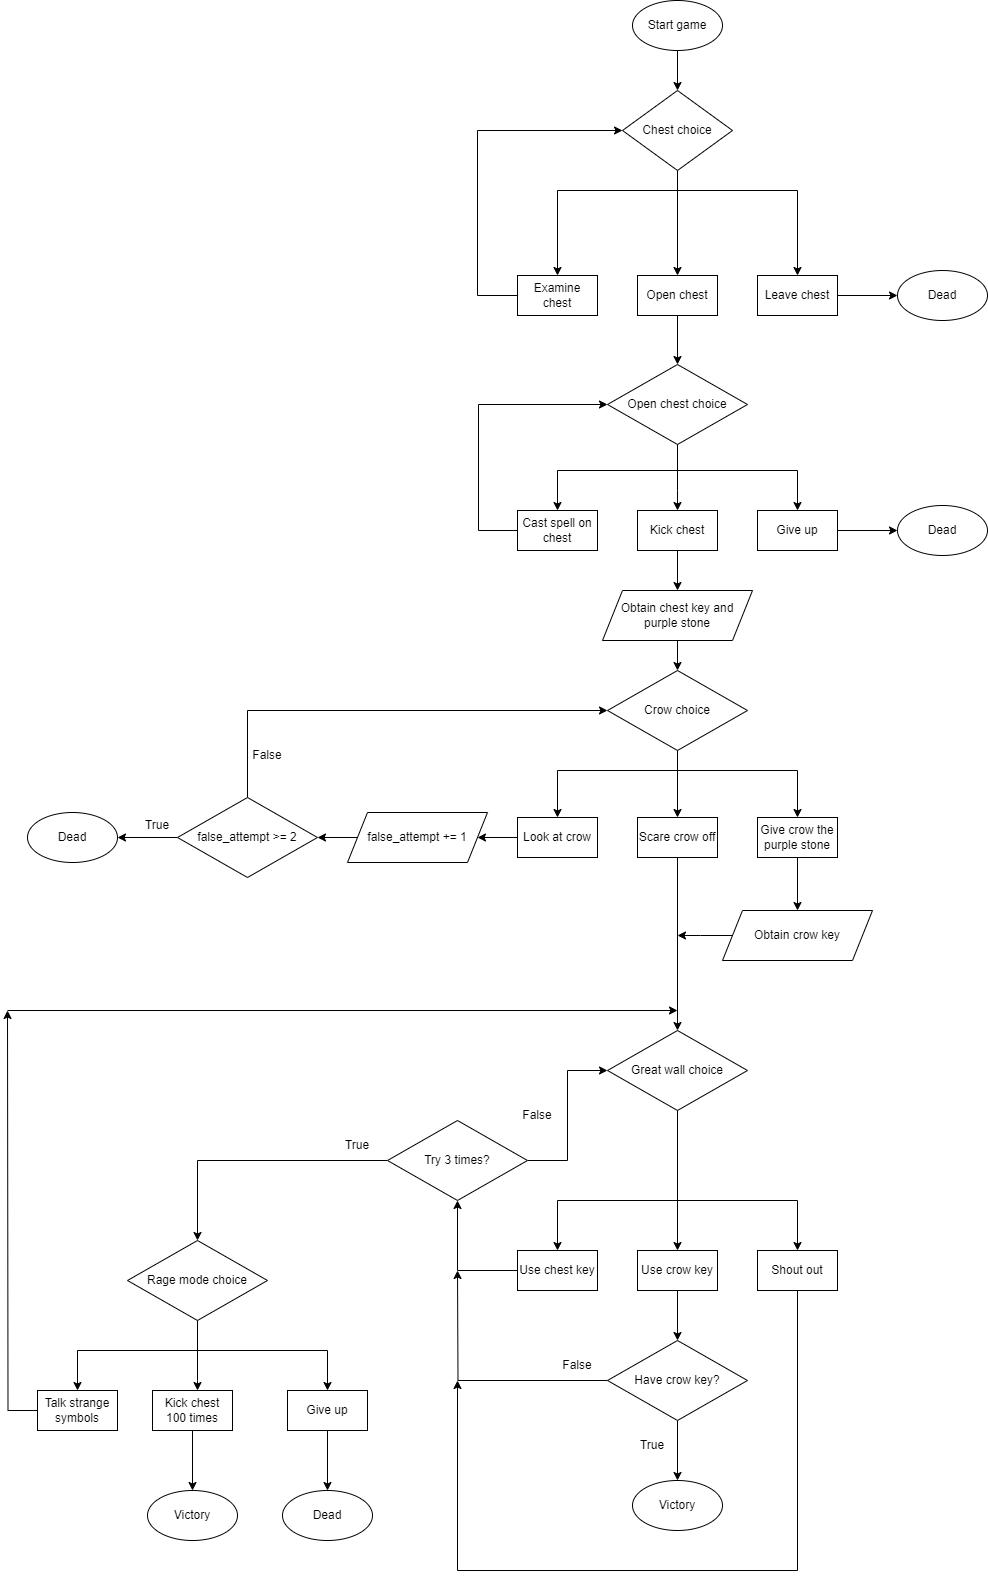 Start game
Chest choice
Examine
chest
Open chest
Leave chest
Dead
Open chest choice
Cast spell on
chest
Kick chest
Give up
Dead
Obtain chest key and
purple stone
Crow choice
False
True
Dead
false_attempt >= 2
false_attempt += 1
Look at crow
Scare crow off
Give crow the
purple stone
Obtain crow key
Great wall choice
False
True
Try 3 times?
Use chest key
Use crow key
Shout out
Rage mode choice
False
Have crow key?
Talk strange
symbols
Kick chest
100 times
Give up
True
Victory
Dead
Victory